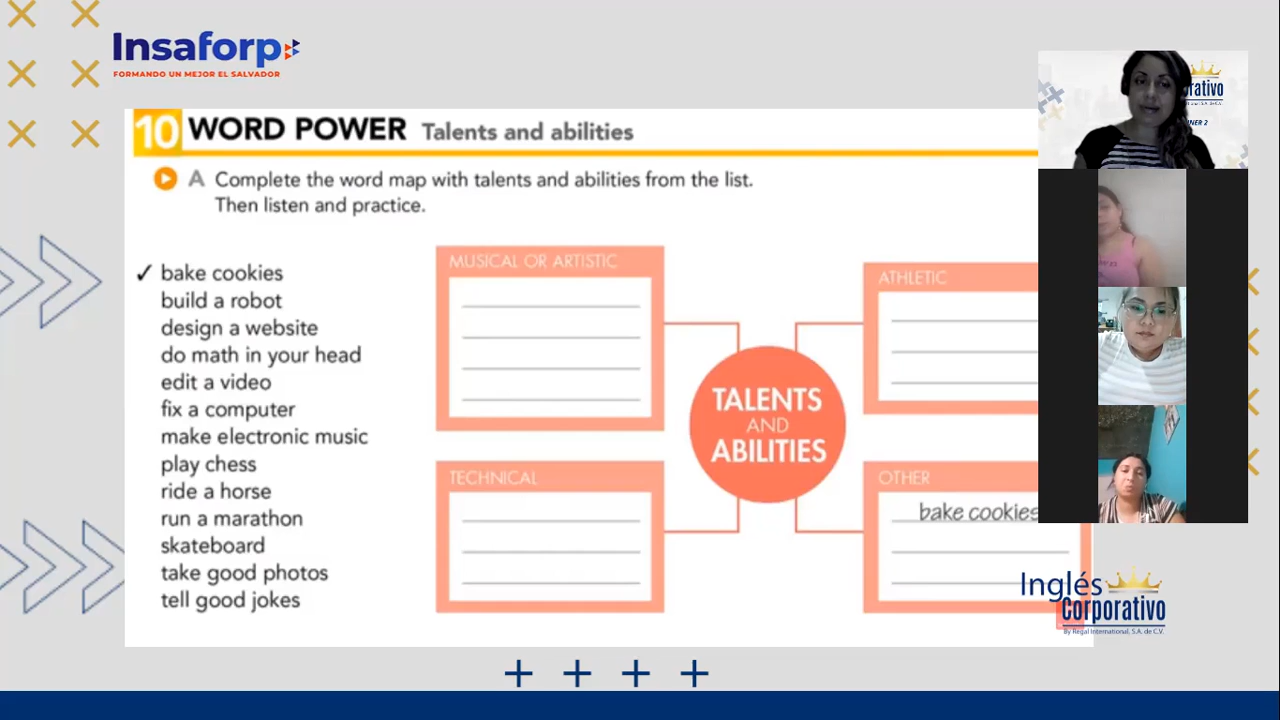 Insaforp
FORMANDO UN MEJOR EL SALVADOR
10 WORD POWER Talents and abilities
A Complete the word map with talents and abilities from the list.
Then listen and practice.
✓ bake cookies
build a robot
design a website
do math in your head
edit a video
fix a computer
make electronic music
play chess
ride a horse
run a marathon
skateboard
take good photos
tell good jokes
MUSICAL OR ARTISTIC
ATHLETIC
TALENTS
AND
ABILITIES
TECHNICAL
OTHER
bake cookies
Inglés
Corporativo
By Regal International, S.A. de C.V.